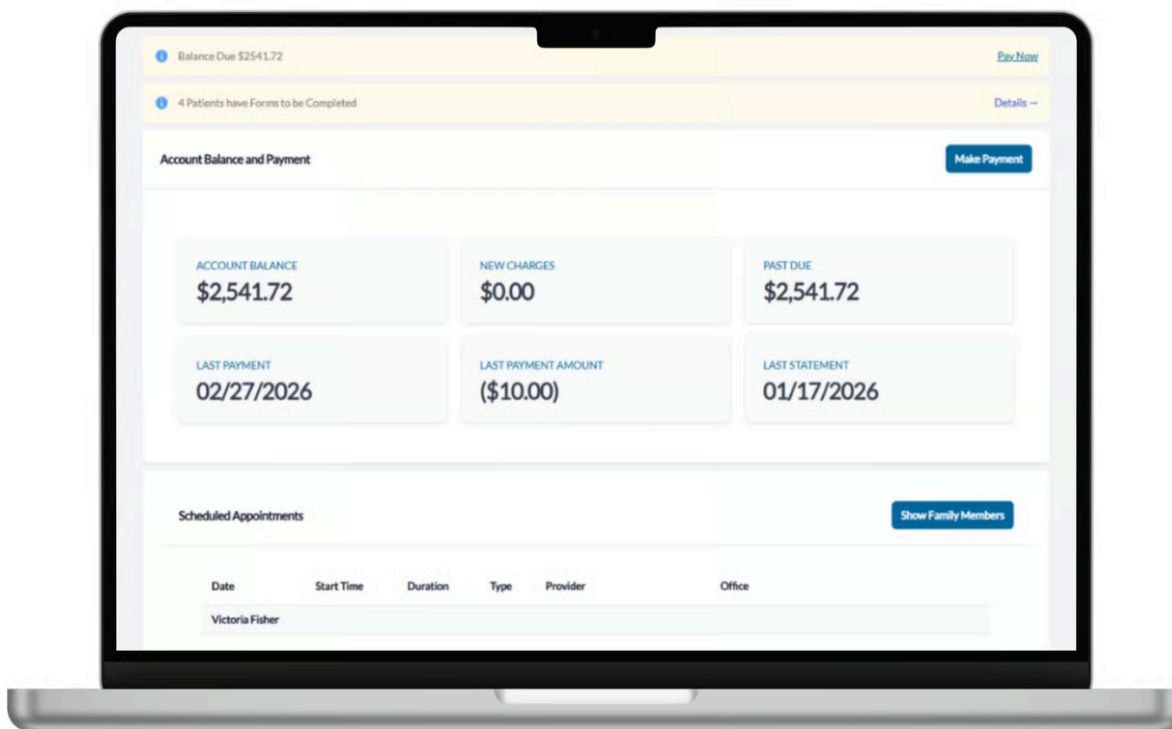 Balance Due $2541.72 Pay Now
4 Patients have Forms to be Completed Details →
Account Balance and Payment Make Payment
ACCOUNT BALANCE NEW CHARGES PAST DUE
$2,541.72 $0.00 $2,541.72
LAST PAYMENT LAST PAYMENT AMOUNT LAST STATEMENT
02/27/2026 ($10.00) 01/17/2026
Scheduled Appointments Show Family Members
Date Start Time Duration Type Provider Office
Victoria Fisher